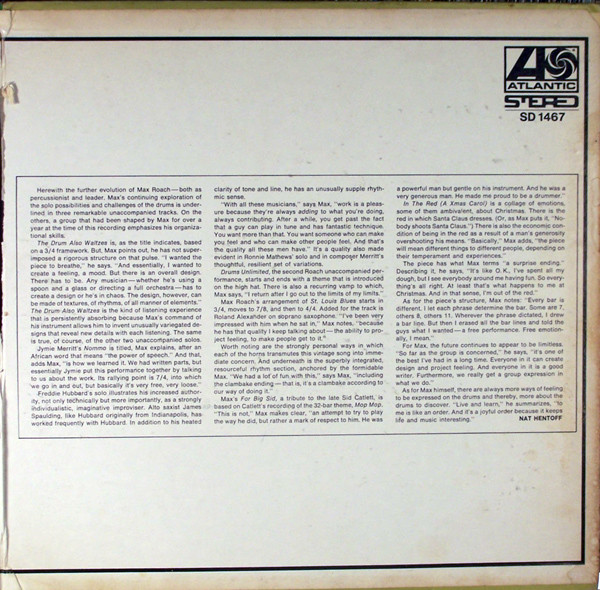 ATLANTIC
STEREO
SD 1467
Herewith the further evolution of Max Roach—both as
percussionist and leader. Max's continuing exploration of
the solo possibilities and challenges of the drums is under-
lined in three remarkable unaccompanied tracks. On the
others, a group that had been shaped by Max for over a
year at the time of this recording emphasizes his organiza-
tional skills.
The Drum Also Waltzes is, as the title indicates, based
on a 3/4 framework. But, Max points out, he has not super-
imposed a rigorous structure on that pulse. "I wanted the
piece to breathe," he says, "And essentially, I wanted to
create a feeling, a mood. But there is an overall design.
There has to be. Any musician—whether he's using a
spoon and a glass or directing a full orchestra—has to
create a design or he's in chaos. The design, however, can
be made of textures, of rhythms, of all manner of elements."
The Drum Also Waltzes is the kind of listening experience
that is persistently absorbing because Max's command of
his instrument allows him to invent unusually variegated de-
signs that reveal new details with each listening. The same
is true, of course, of the other two unaccompanied solos.
Jymie Merritt's Nommo is titled, Max explains, after an
African word that means "the power of speech." And that,
adds Max, "is how we learned it. We had written parts, but
essentially Jymie put this together properly by talking
to us about the work. Its rallying point is 7/4, into which
we go in and out, but basically it's very free, very loose."
Freddie Hubbard's solo illustrates his increased author-
ity, not only technically but more importantly, as a strongly
individualistic, imaginative improviser. Alto saxist James
Spaulding, like Hubbard originally from Indianapolis, has
worked frequently with Hubbard. In addition to his heated
clarity of tone and line, he has an unusually supple rhyth-
mic sense.
"With all these musicians," says Max, "work is a plea-
sure because they're always adding to what you're doing,
always contributing. After a while, you get past the fact
that a guy can play in tune and has fantastic technique.
You want more than that. You want someone who can make
you feel and who can make other people feel. And that's
the quality all these men have." It's a quality also made
evident in Ronnie Mathews' solo and in composer Merritt's
thoughtful, resilient set of variations.
Drums Unlimited, the second Roach unaccompanied per-
formance, starts and ends with a theme that is introduced
on the high hat. There is also a recurring vamp to which,
Max says, "I return after I go out to the limits of my limits."
Max Roach's arrangement of St. Louis Blues starts in
3/4, moves to 7/8, and then to 4/4. Added for the track is
Roland Alexander on soprano saxophone. "I've been very
impressed with him when he sat in," Max notes, "because
he has that quality I keep talking about—the ability to pro-
ject feeling, to make people get to it."
Worth noting are the strongly personal ways in which
each of the horns transmutes this vintage song into imme-
diate concern. And underneath is the superbly integrated,
resourceful rhythm section, anchored by the formidable
Max. "We had a lot of fun with this," says Max, "including
the clambake ending—that is, it's a clambake according to
our way of doing it."
Max's For Big Sid, a tribute to the late Sid Catlett, is
based on Catlett's recording of the 32-bar theme, Mop Mop.
"This is not," Max makes clear, "an attempt to try to play
the way he did, but rather a mark of respect to him. He was
a powerful man but gentle on his instrument. And he was a
very generous man. He made me proud to be a drummer."
In The Red (A Xmas Carol) is a collage of emotions,
some of them ambivalent, about Christmas. There is the
red in which Santa Claus dresses. (Or, as Max puts it, "No-
body shoots Santa Claus.") There is also the economic con-
dition of being in the red as a result of a man's generosity
overshooting his means. "Basically," Max adds, "the piece
will mean different things to different people, depending on
their temperament and experiences."
The piece has what Max terms "a surprise ending."
Describing it, he says, "It's like O.K., I've spent all my
dough, but I see everybody around me having fun. So every-
thing's all right. At least that's what happens to me at
Christmas. And in that sense, I'm out of the red."
As for the piece's structure, Max notes: "Every bar is
different. I let each phrase determine the bar. Some are 7,
others 8, others 11. Wherever the phrase dictated, I drew
a bar line. But then I erased all the bar lines and told the
guys what I wanted—a free performance. Free emotion-
ally, I mean."
For Max, the future continues to appear to be limitless.
"So far as the group is concerned," he says, "it's one of
the best I've had in a long time. Everyone in it can create
design and project feeling. And everyone in it is a good
writer. Furthermore, we really get a group expression in
what we do."
As for Max himself, there are always more ways of feeling
to be expressed on the drums and thereby, more about the
drums to discover. "Live and learn," he summarizes, "to
me is like an order. And it's a joyful order because it keeps
life and music interesting."
NAT HENTOFF